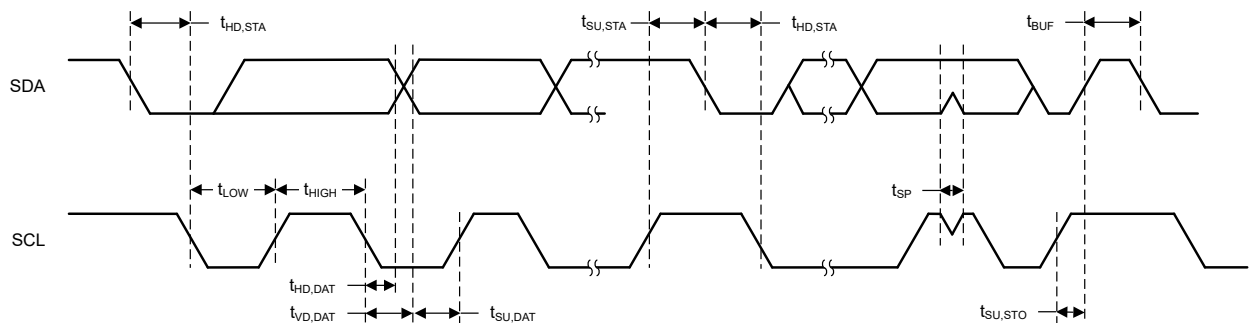 tHD,STA
tSU,STA
tHD,STA
tBUF
SDA
tLOW
tHIGH
tSP
SCL
tHD,DAT
tVD,DAT
tSU,DAT
tSU,STO